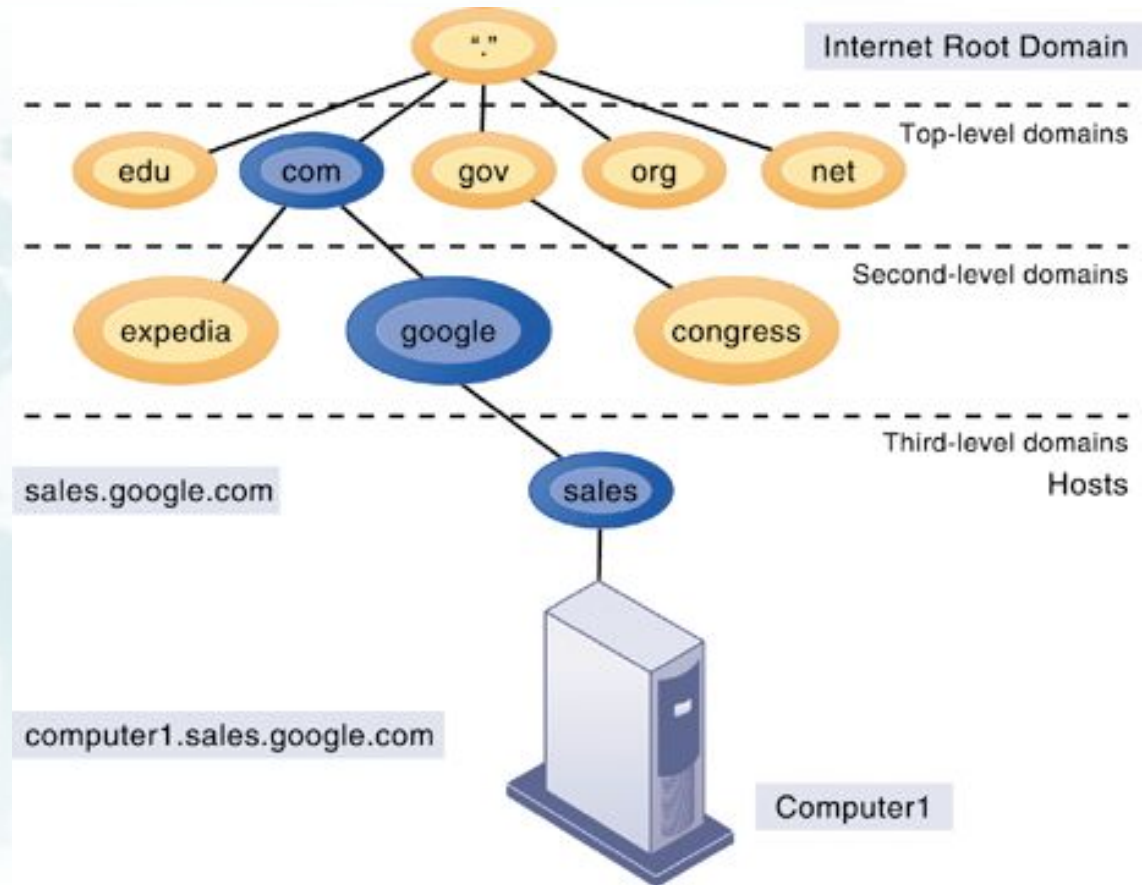 “.”
Internet Root Domain
Top-level domains
edu
com
gov
org
net
Second-level domains
expedia
google
congress
Third-level domains
Hosts
sales.google.com
sales
computer1.sales.google.com
Computer1